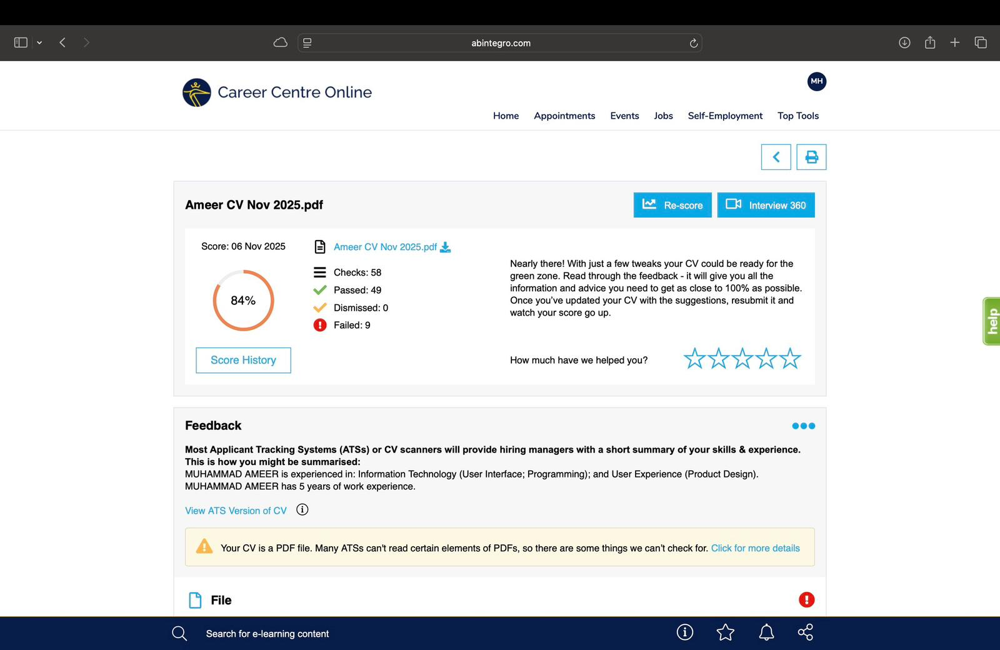 abintegro.com
Career Centre Online
MH
Home Appointments Events Jobs Self-Employment Top Tools
Ameer CV Nov 2025.pdf
Re-score
Interview 360
Score: 06 Nov 2025
84%
Score History
Ameer CV Nov 2025.pdf
Checks: 58
Passed: 49
Dismissed: 0
Failed: 9
Nearly there! With just a few tweaks your CV could be ready for the
green zone. Read through the feedback - it will give you all the
information and advice you need to get as close to 100% as possible.
Once you’ve updated your CV with the suggestions, resubmit it and
watch your score go up.
How much have we helped you?
help
Feedback
Most Applicant Tracking Systems (ATSs) or CV scanners will provide hiring managers with a short summary of your skills & experience.
This is how you might be summarised:
MUHAMMAD AMEER is experienced in: Information Technology (User Interface; Programming); and User Experience (Product Design).
MUHAMMAD AMEER has 5 years of work experience.
View ATS Version of CV
Your CV is a PDF file. Many ATSs can't read certain elements of PDFs, so there are some things we can’t check for. Click for more details
File
Search for e-learning content